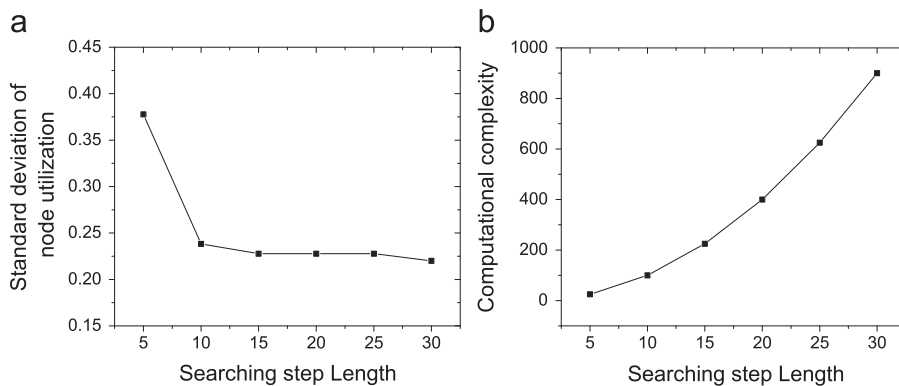 a
Standard deviation of
node utilization
0.45
0.40
0.35
0.30
0.25
0.20
0.15
5 10 15 20 25 30
Searching step Length
b
Computational complexity
1000
800
600
400
200
0
5 10 15 20 25 30
Searching step Length